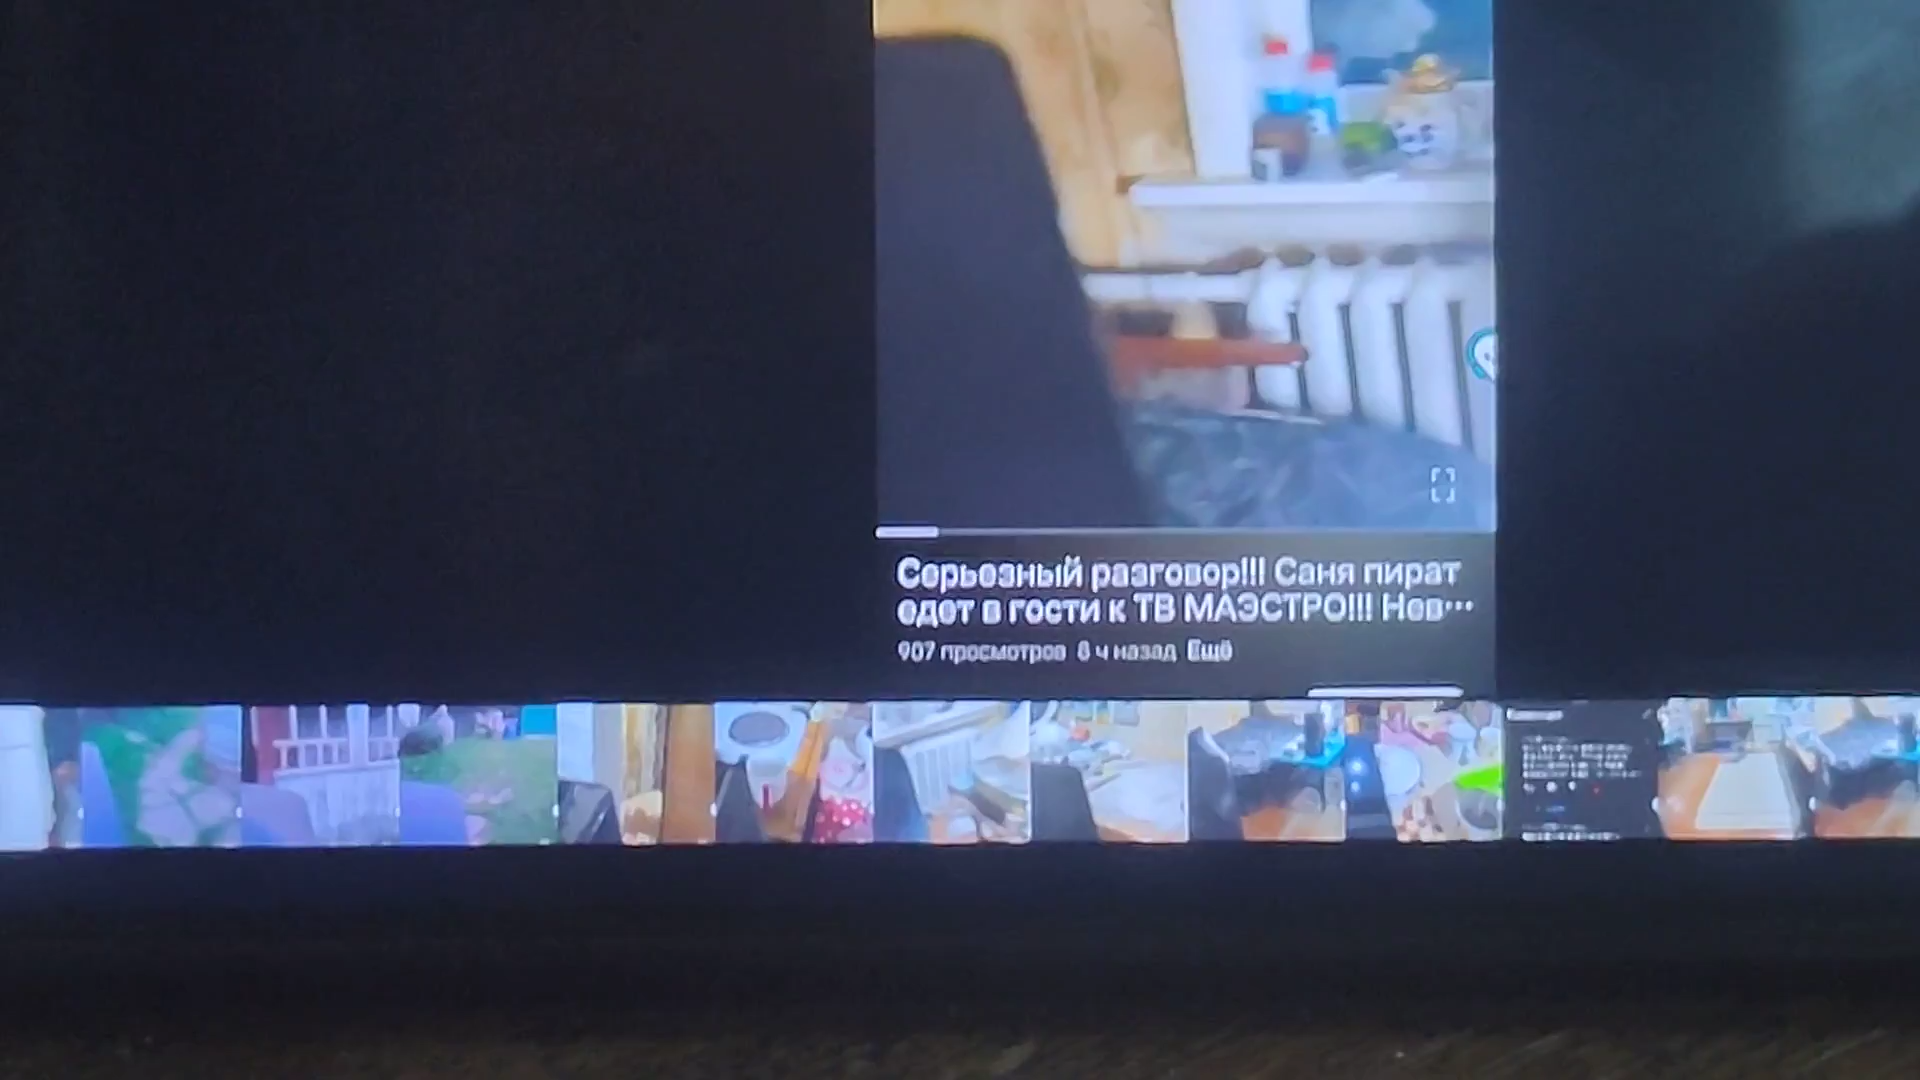 Серьезный разговор!!! Саня пират
едет в гости к ТВ МАЭСТРО!!! Нев...
907 просмотров 8 ч назад Ещё